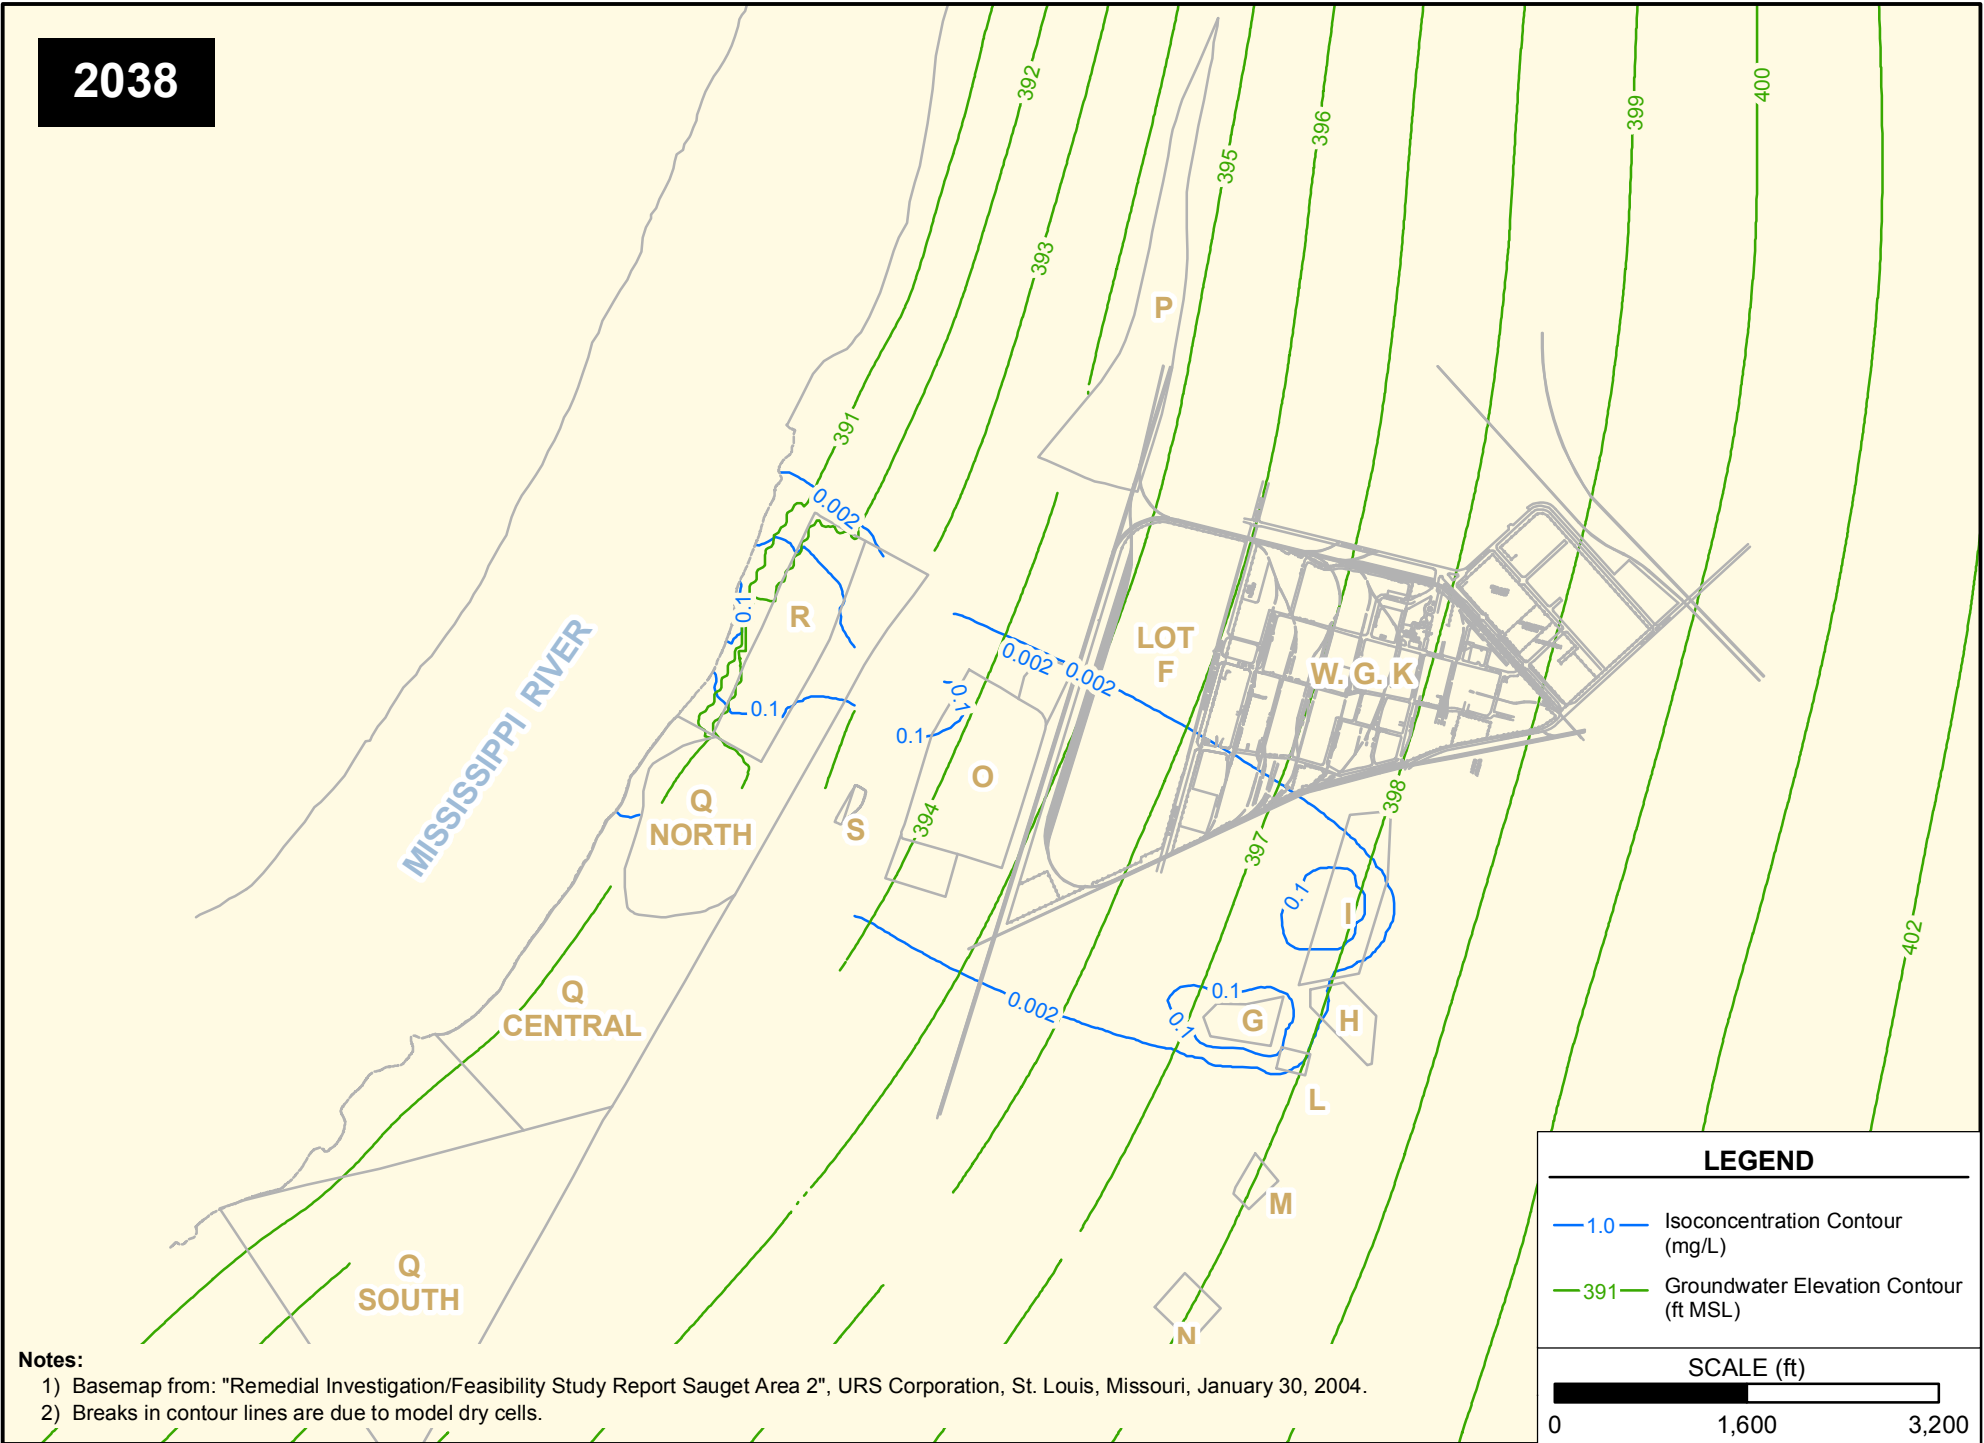 2038
392
393
391
395
396
399
400
P
0.002
0.1
R
0.1
LOT
F
W. G. K
0.002
0.002
0.1
0.1
O
MISSISSIPPI RIVER
Q
NORTH
S
394
398
397
0.1
I
402
Q
CENTRAL
0.002
0.1
0.1
G
H
L
M
Q
SOUTH
N
LEGEND
1.0 Isoconcentration Contour
(mg/L)
391 Groundwater Elevation Contour
(ft MSL)
SCALE (ft)
0 1,600 3,200
Notes:
1) Basemap from: "Remedial Investigation/Feasibility Study Report Sauget Area 2", URS Corporation, St. Louis, Missouri, January 30, 2004.
2) Breaks in contour lines are due to model dry cells.